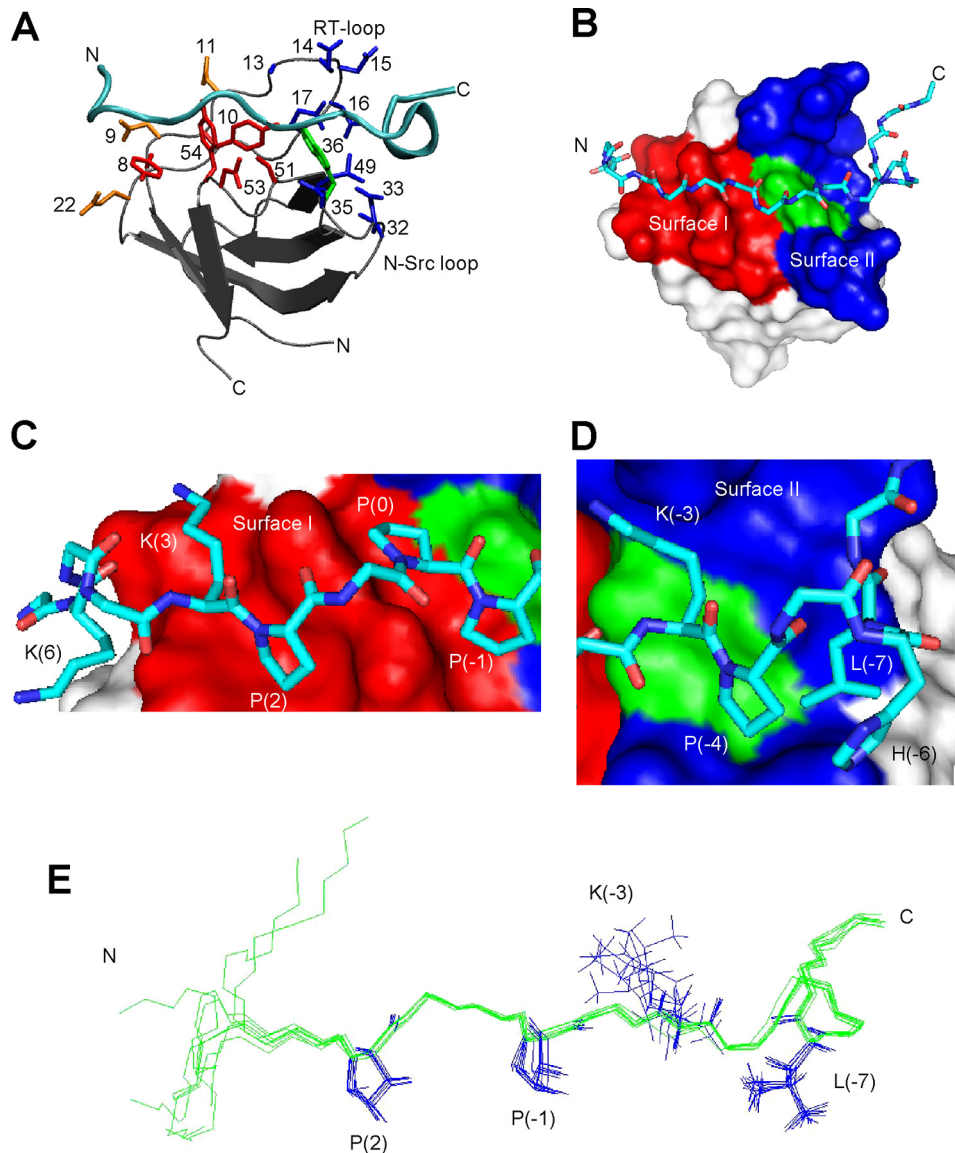 A
N
11
RT-loop
14
13
15
C
17
16
10
9
36
54
8
51
49
53
33
22
35
32
N-Src loop
N
C
B
C
N
Surface I
Surface II
C
P(0)
Surface I
K(3)
K(6)
P(-1)
P(2)
D
Surface II
K(-3)
L(-7)
P(-4)
H(-6)
E
K(-3)
N
C
L(-7)
P(-1)
P(2)